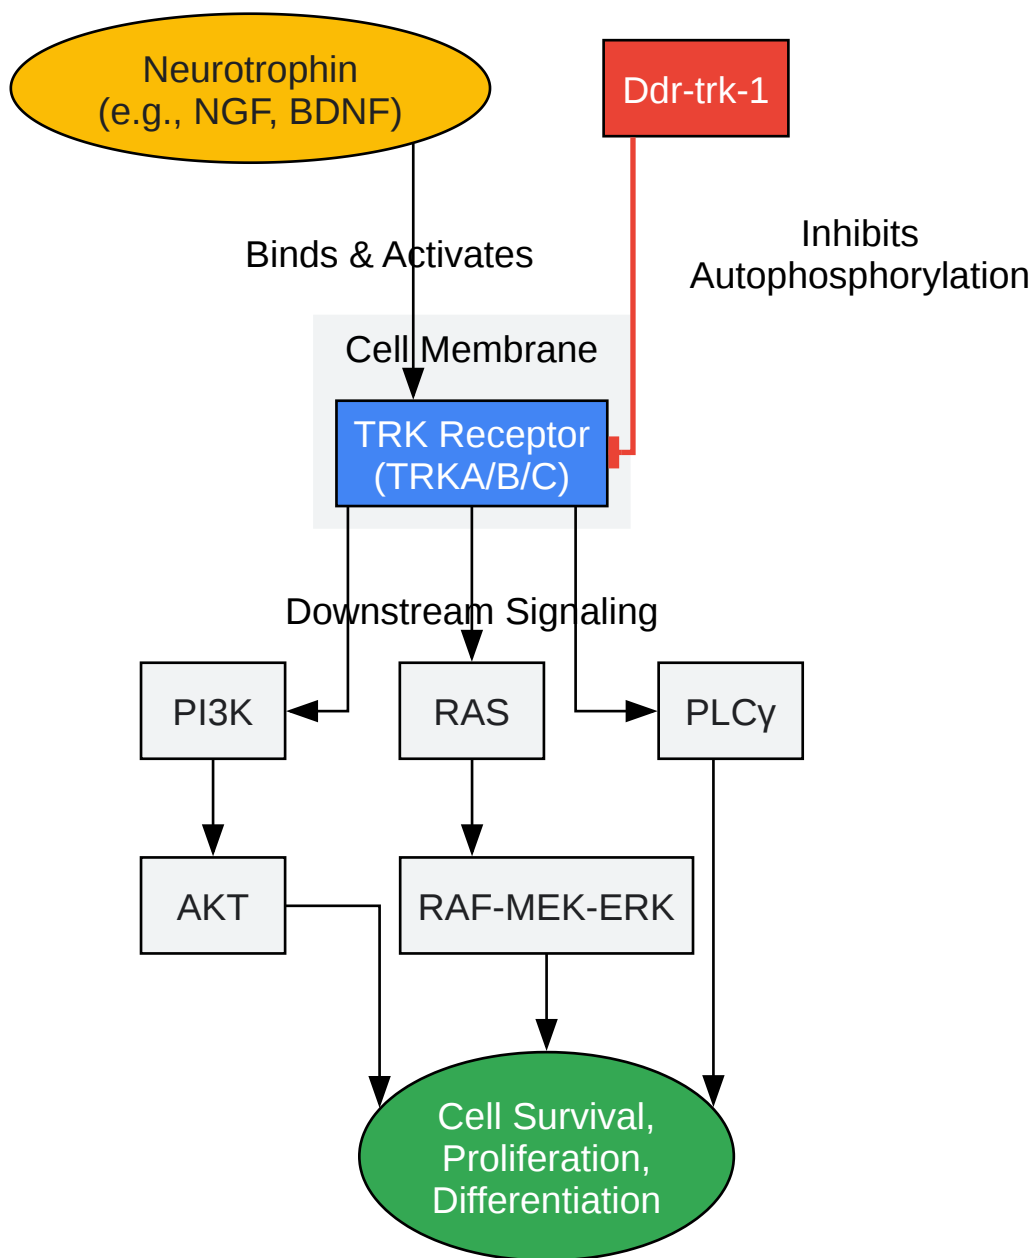 Neurotrophin
(e.g., NGF, BDNF)
Ddr-trk-1
Binds & Activates
Inhibits
Autophosphorylation
Cell Membrane
TRK Receptor
(TRKA/B/C)
Downstream Signaling
PI3K
RAS
PLCγ
AKT
RAF-MEK-ERK
Cell Survival,
Proliferation,
Differentiation